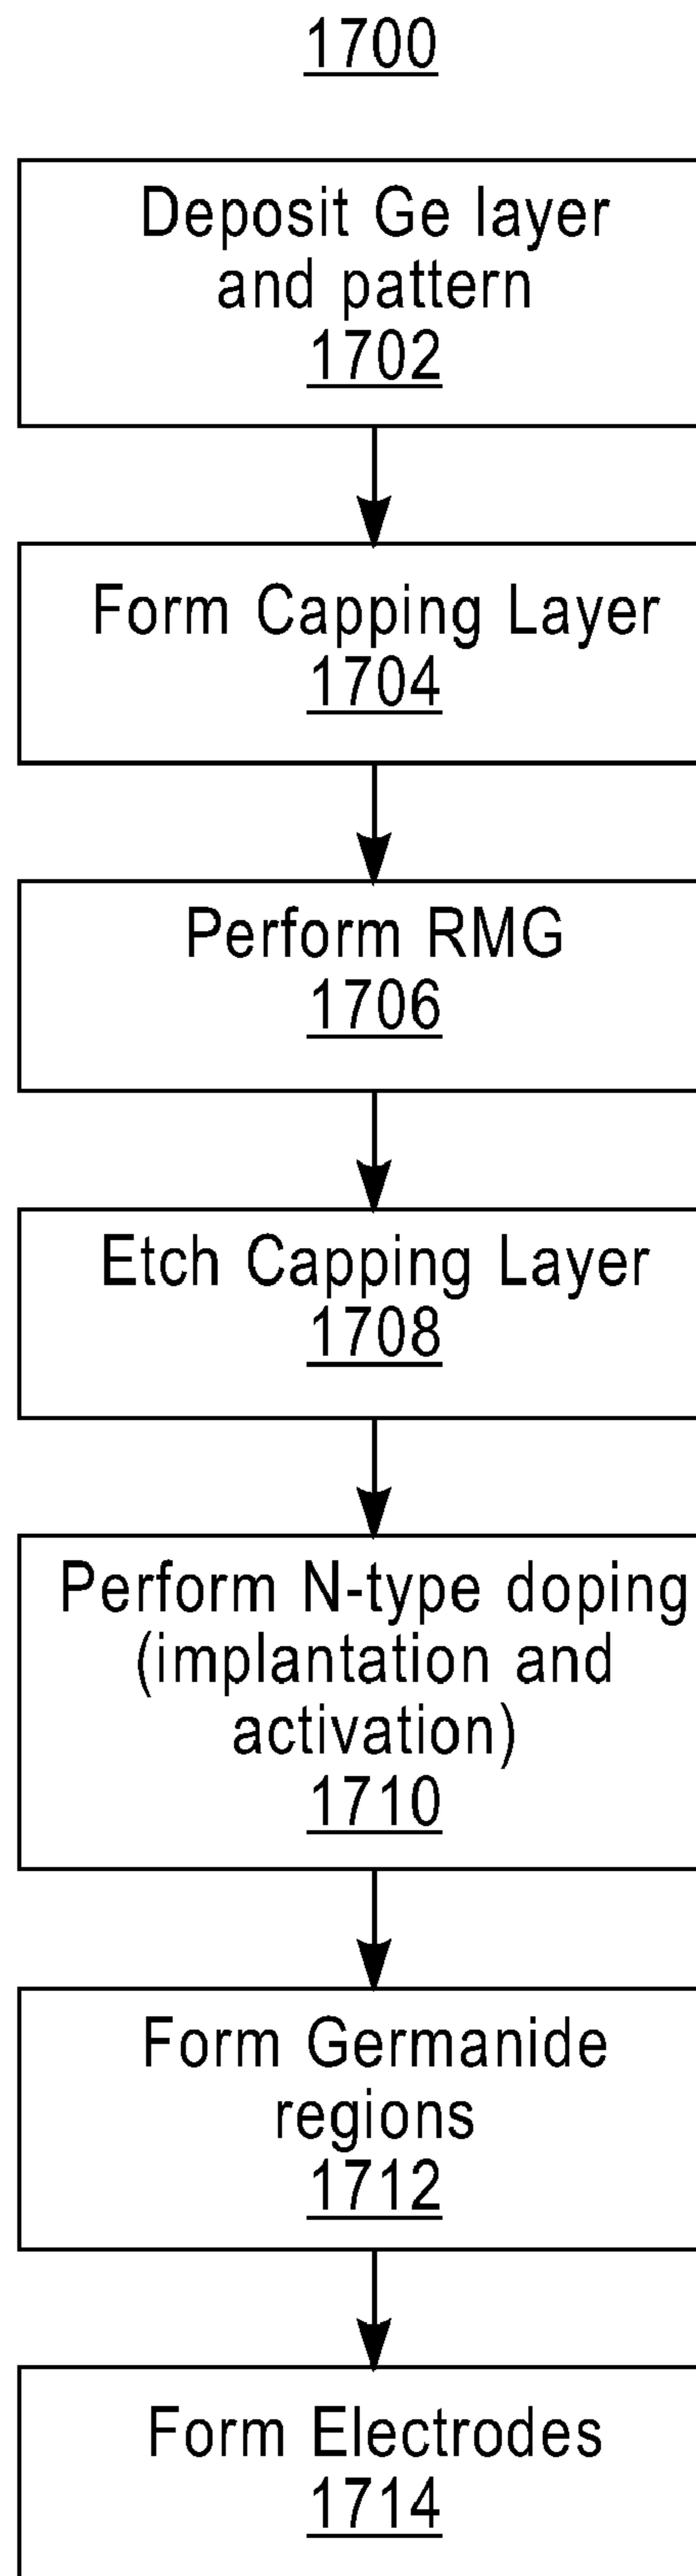 1700
Deposit Ge layer
and pattern
1702
Form Capping Layer
1704
Perform RMG
1706
Etch Capping Layer
1708
Perform N-type doping
(implantation and
activation)
1710
Form Germanide
regions
1712
Form Electrodes
1714